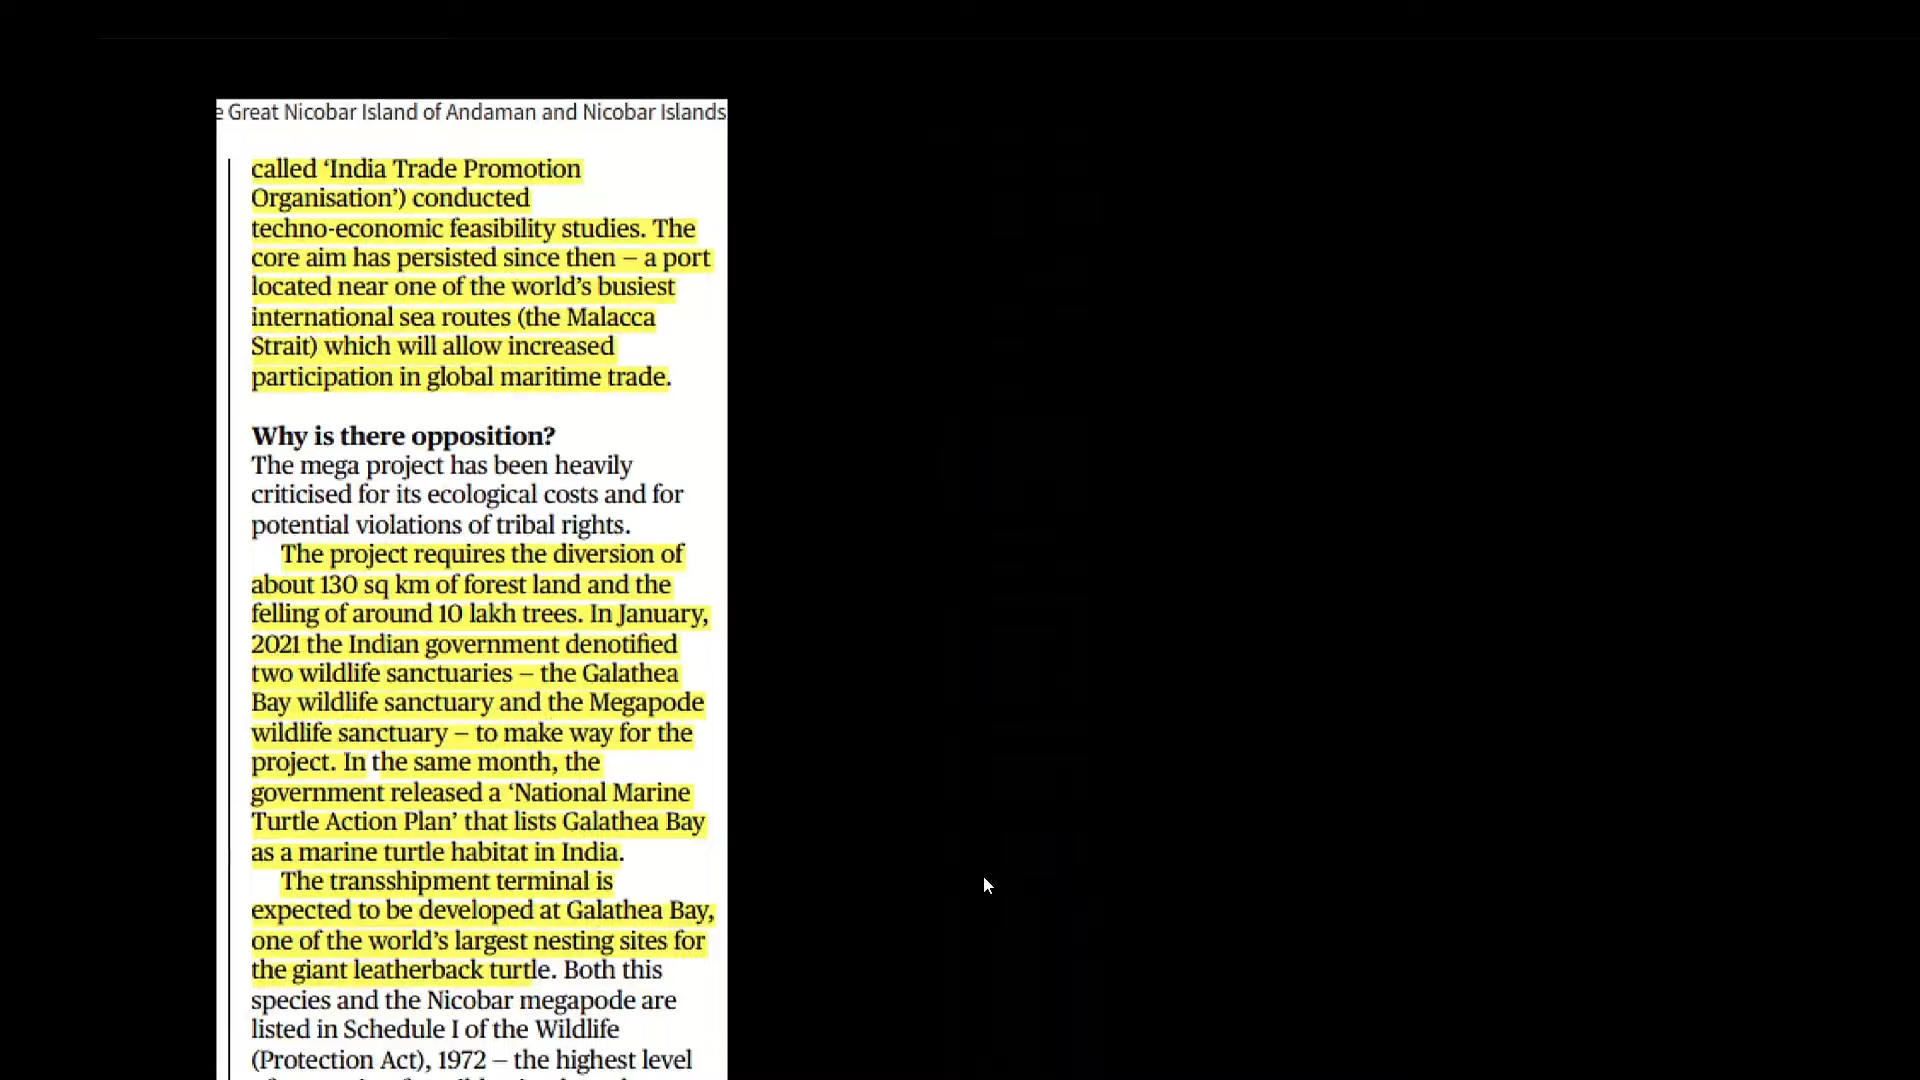 e Great Nicobar Island of Andaman and Nicobar Islands
called ‘India Trade Promotion
Organisation’) conducted
techno-economic feasibility studies. The
core aim has persisted since then – a port
located near one of the world’s busiest
international sea routes (the Malacca
Strait) which will allow increased
participation in global maritime trade.
Why is there opposition?
The mega project has been heavily
criticised for its ecological costs and for
potential violations of tribal rights.
The project requires the diversion of
about 130 sq km of forest land and the
felling of around 10 lakh trees. In January,
2021 the Indian government denotified
two wildlife sanctuaries – the Galathea
Bay wildlife sanctuary and the Megapode
wildlife sanctuary – to make way for the
project. In the same month, the
government released a ‘National Marine
Turtle Action Plan’ that lists Galathea Bay
as a marine turtle habitat in India.
The transshipment terminal is
expected to be developed at Galathea Bay,
one of the world’s largest nesting sites for
the giant leatherback turtle. Both this
species and the Nicobar megapode are
listed in Schedule I of the Wildlife
(Protection Act), 1972 – the highest level